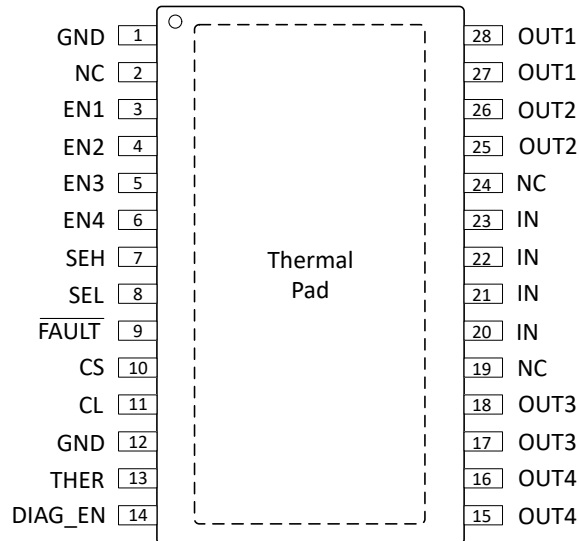 GND 1 28 OUT1
NC 2 27 OUT1
EN1 3 26 OUT2
EN2 4 25 OUT2
EN3 5 24 NC
EN4 6 23 IN
SEH 7 22 IN
Thermal
Pad
SEL 8 21 IN
FAULT 9 20 IN
CS 10 19 NC
CL 11 18 OUT3
GND 12 17 OUT3
THER 13 16 OUT4
DIAG_EN 14 15 OUT4